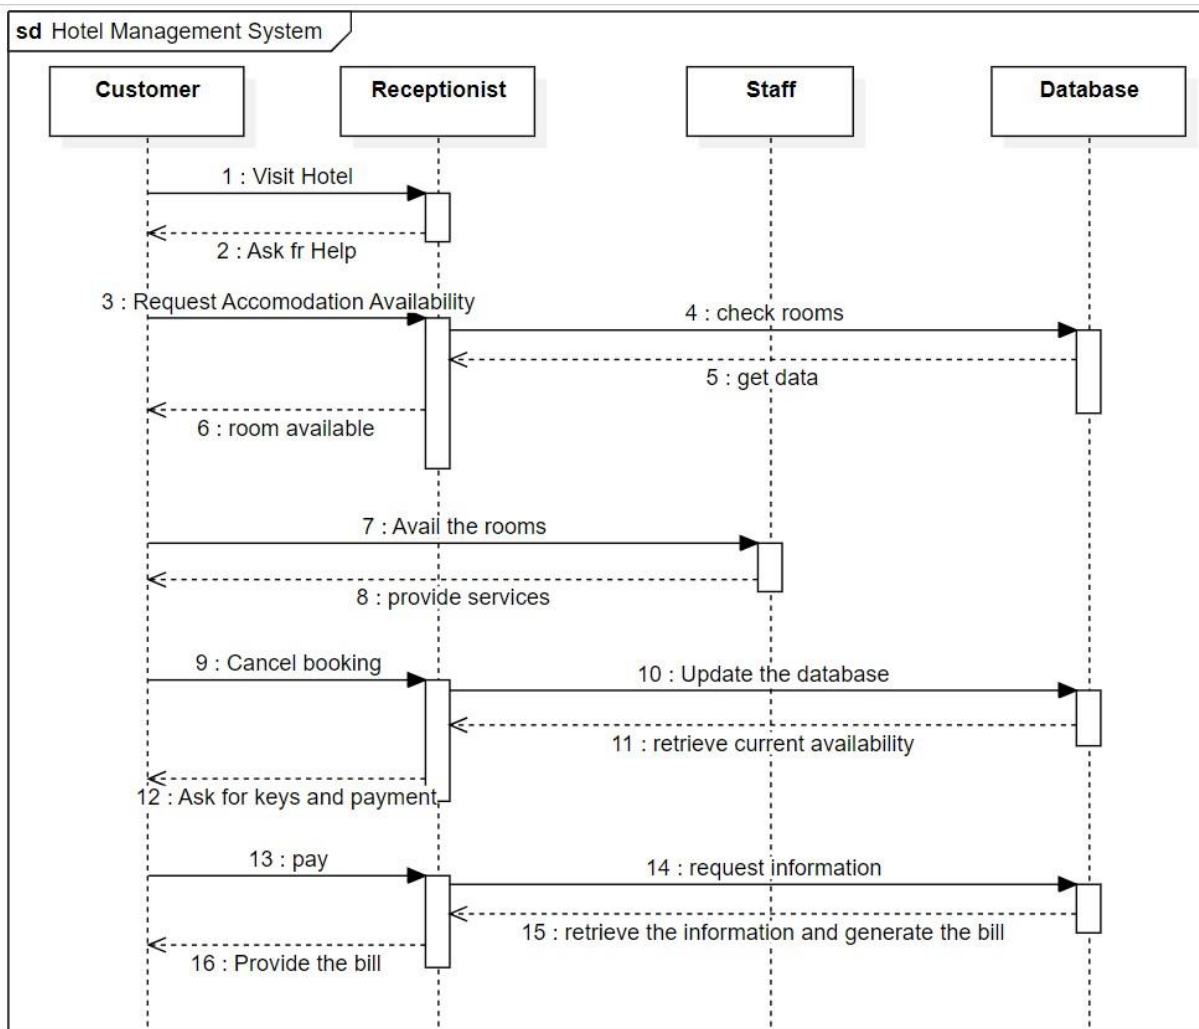 sd Hotel Management System
Customer
Receptionist
Staff
Database
1 : Visit Hotel
2 : Ask fr Help
3 : Request Accomodation Availability
4 : check rooms
5 : get data
6 : room available
7 : Avail the rooms
8 : provide services
9 : Cancel booking
10 : Update the database
11 : retrieve current availability
12 : Ask for keys and payment
13 : pay
14 : request information
15 : retrieve the information and generate the bill
16 : Provide the bill